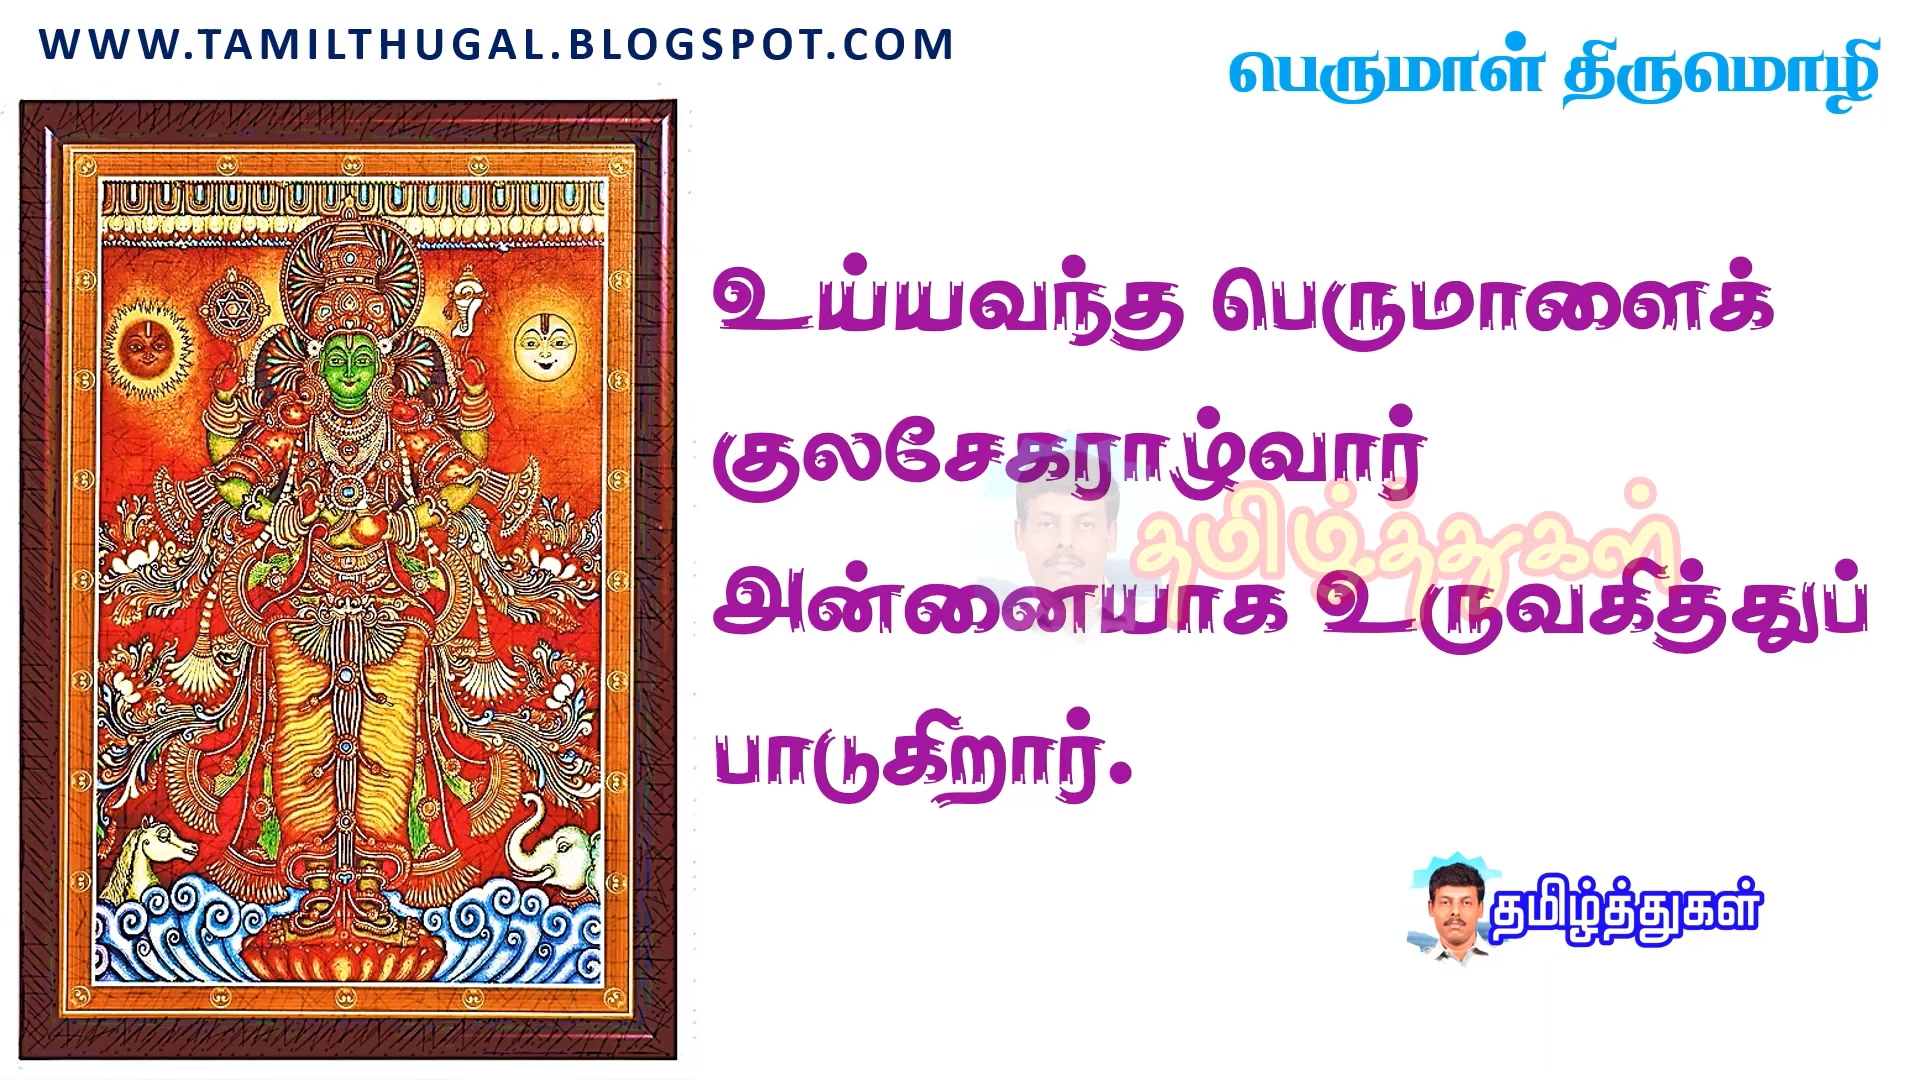 WWW.TAMILTHUGAL.BLOGSPOT.COM
பெருமாள் திருமொழி
உய்யவந்த பெருமாளைக்
குலசேகராழ்வார்
தமிழ்த்துகள்
அன்னையாக உருவகித்துப்
பாடுகிறார்.
தமிழ்த்துகள்